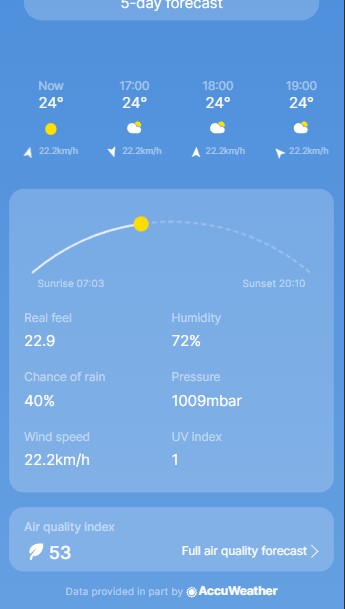 5-day forecast
Now 17:00 18:00 19:00
24° 24° 24° 24°
22.2km/h 22.2km/h 22.2km/h 22.2km/h
Sunrise 07:03 Sunset 20:10
Real feel Humidity
22.9 72%
Chance of rain Pressure
40% 1009mbar
Wind speed UV index
22.2km/h 1
Air quality index
53 Full air quality forecast
Data provided in part by AccuWeather